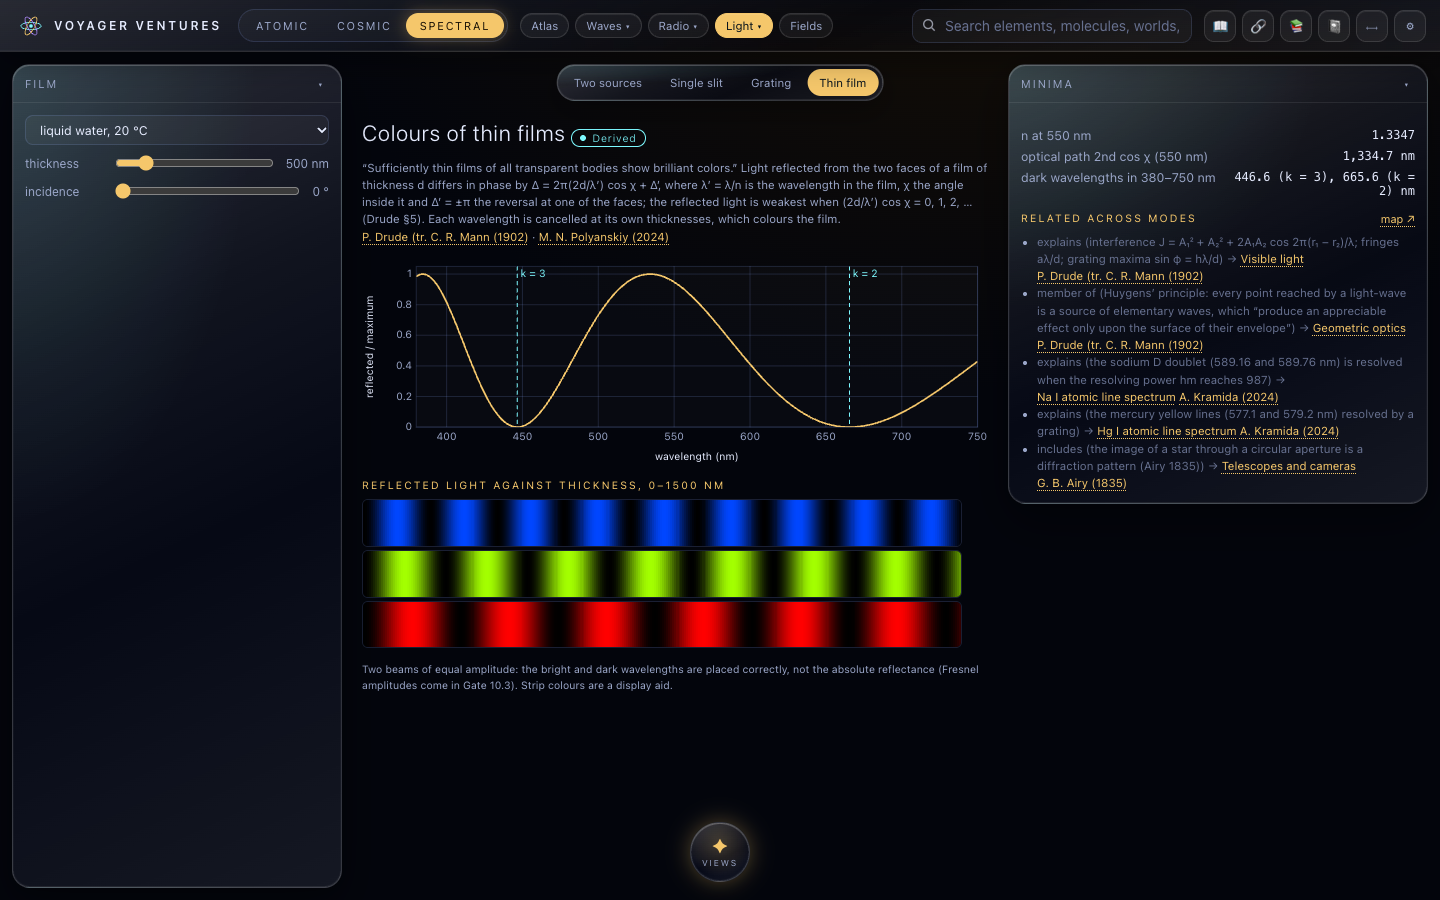 VOYAGER VENTURES
ATOMIC
COSMIC
SPECTRAL
Atlas
Waves
Radio
Light
Fields
Search elements, molecules, worlds,
FILM
liquid water, 20 °C
thickness
500 nm
incidence
0 °
Two sources
Single slit
Grating
Thin film
Colours of thin films
Derived
“Sufficiently thin films of all transparent bodies show brilliant colors.” Light reflected from the two faces of a film of
thickness d differs in phase by Δ = 2π(2d/λ′) cos χ + Δ′, where λ′ = λ/n is the wavelength in the film, χ the angle
inside it and Δ′ = ±π the reversal at one of the faces; the reflected light is weakest when (2d/λ′) cos χ = 0, 1, 2, …
(Drude §5). Each wavelength is cancelled at its own thicknesses, which colours the film.
P. Drude (tr. C. R. Mann (1902) · M. N. Polyanskiy (2024)
k = 3
k = 2
1
0.8
0.6
0.4
0.2
0
reflected / maximum
400
450
500
550
600
650
700
750
wavelength (nm)
REFLECTED LIGHT AGAINST THICKNESS, 0–1500 NM
Two beams of equal amplitude: the bright and dark wavelengths are placed correctly, not the absolute reflectance (Fresnel
amplitudes come in Gate 10.3). Strip colours are a display aid.
VIEWS
MINIMA
n at 550 nm
1.3347
optical path 2nd cos χ (550 nm)
1,334.7 nm
dark wavelengths in 380–750 nm
446.6 (k = 3), 665.6 (k =
2) nm
RELATED ACROSS MODES
map ↗
explains (interference J = A₁² + A₂² + 2A₁A₂ cos 2π(r₁ − r₂)/λ; fringes
aλ/d; grating maxima sin φ = hλ/d) → Visible light
P. Drude (tr. C. R. Mann (1902)
member of (Huygens’ principle: every point reached by a light-wave
is a source of elementary waves, which “produce an appreciable
effect only upon the surface of their envelope”) → Geometric optics
P. Drude (tr. C. R. Mann (1902)
explains (the sodium D doublet (589.16 and 589.76 nm) is resolved
when the resolving power hm reaches 987) →
Na I atomic line spectrum A. Kramida (2024)
explains (the mercury yellow lines (577.1 and 579.2 nm) resolved by a
grating) → Hg I atomic line spectrum A. Kramida (2024)
includes (the image of a star through a circular aperture is a
diffraction pattern (Airy 1835)) → Telescopes and cameras
G. B. Airy (1835)